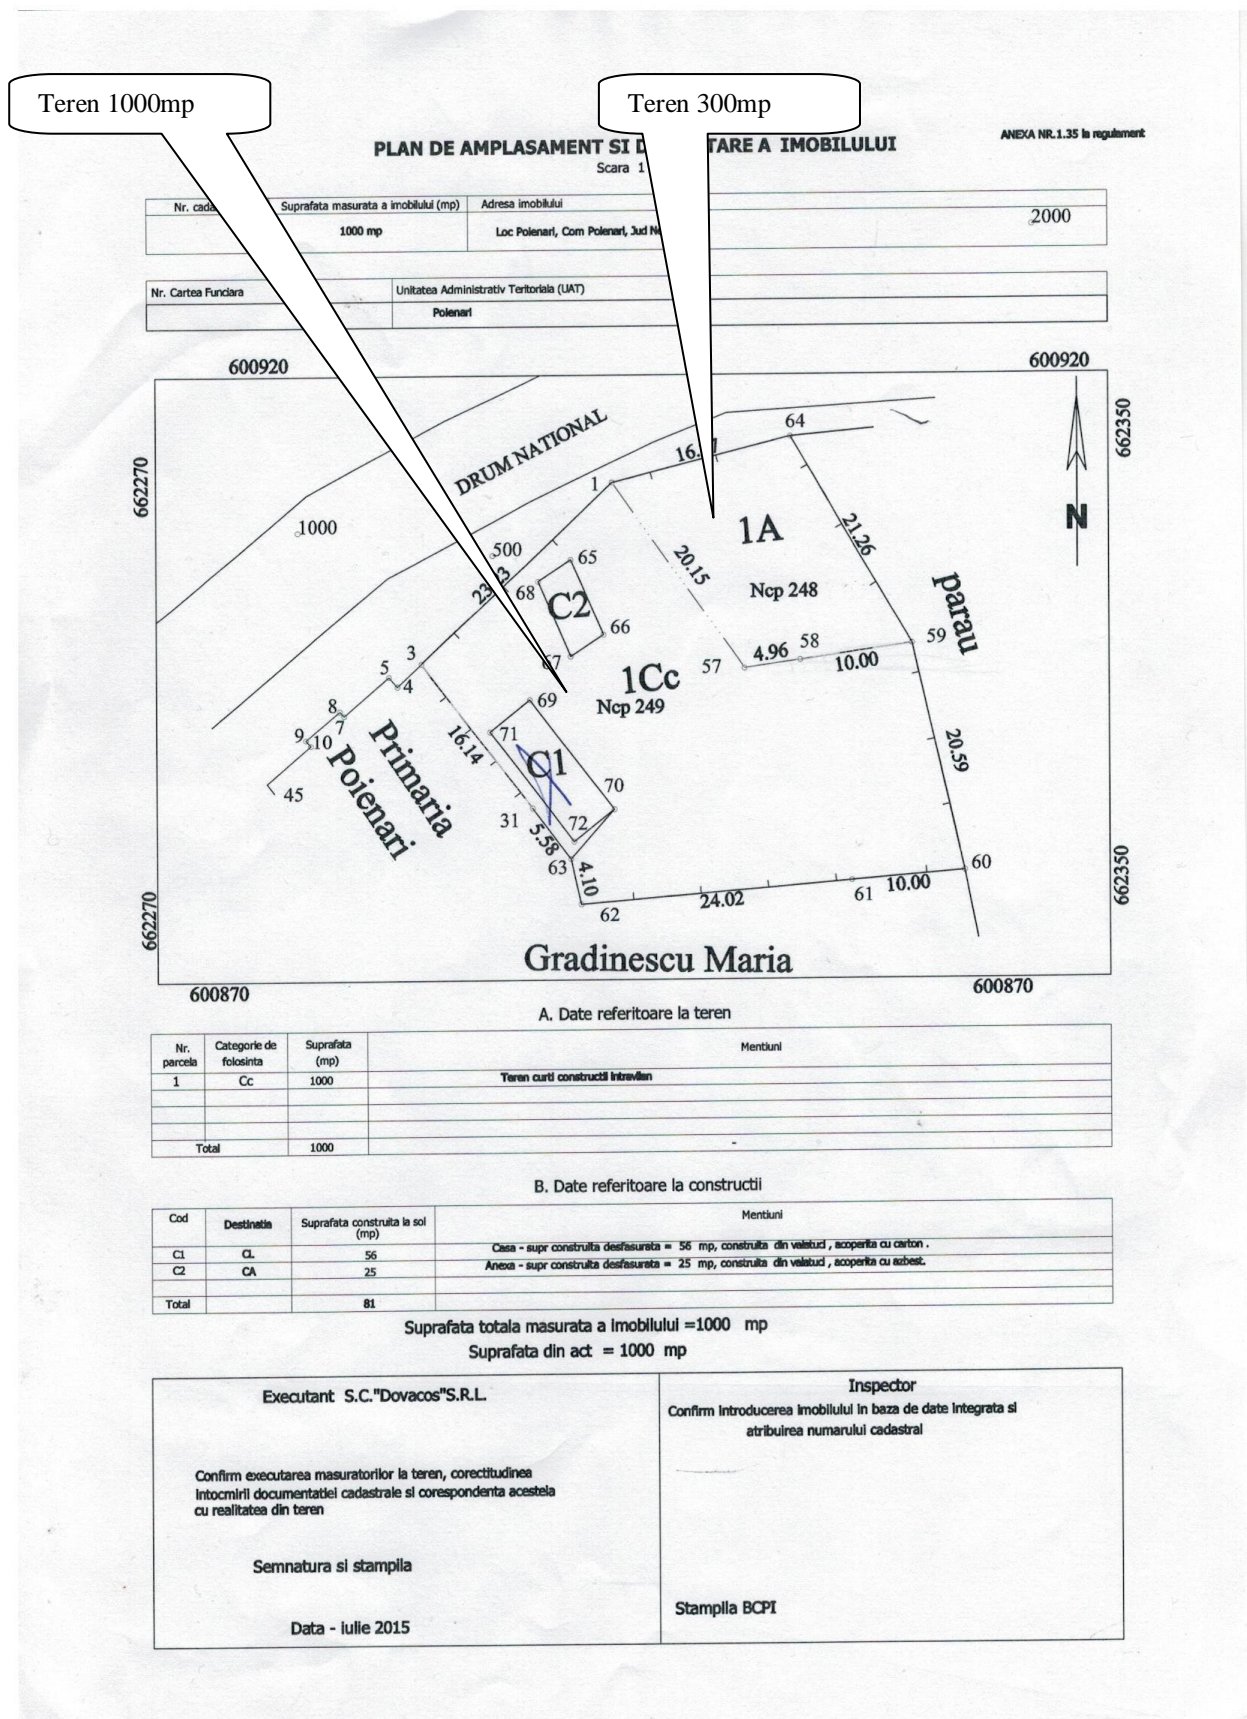 Teren 1000mp
Teren 300mp
ANEXA NR.1.35 la regulament
PLAN DE AMPLASAMENT SI D TARE A IMOBILULUI
Scara 1
Nr. cada
Suprafata masurata a imobilului (mp)
Adresa imobilului
2000
1000 mp
Loc Poienari, Com Poienari, Jud Ne
Nr. Cartea Funciara
Unitatea Administrativ Teritoriala (UAT)
Poienari
600920
600920
662350
662270
DRUM NATIONAL
64
16.
1
1000
500
65
1A
21.26
N
20.15
23
68
C2
Ncp 248
66
parau
67
59
58
57
4.96
10.00
3
5
4
1Cc
69
Ncp 249
8
7
9
10
71
Primaria
Poienari
16.14
C1
20.59
70
45
31
72
5.58
63
4.10
60
10.00
61
24.02
62
662350
662270
Gradinescu Maria
600870
600870
A. Date referitoare la teren
Nr. parcela
Categorie de folosinta
Suprafata (mp)
Mentiuni
1
Cc
1000
Teren curti constructii intravilan
Total
1000
-
B. Date referitoare la constructii
Cod
Destinatia
Suprafata construita la sol (mp)
Mentiuni
C1
CL
56
Casa - supr construita desfasurata = 56 mp, construita din valatuci , acoperita cu carton .
C2
CA
25
Anexa - supr construita desfasurata = 25 mp, construita din valatuci , acoperita cu azbest.
Total
81
Suprafata totala masurata a imobilului =1000 mp
Suprafata din act = 1000 mp
Executant S.C."Dovacos"S.R.L.
Confirm executarea masuratorilor la teren, corectitudinea
intocmirii documentatiei cadastrale si corespondenta acesteia
cu realitatea din teren
Semnatura si stampila
Data - iulie 2015
Inspector
Confirm introducerea imobilului in baza de date integrata si
atribuirea numarului cadastral
Stampila BCPI